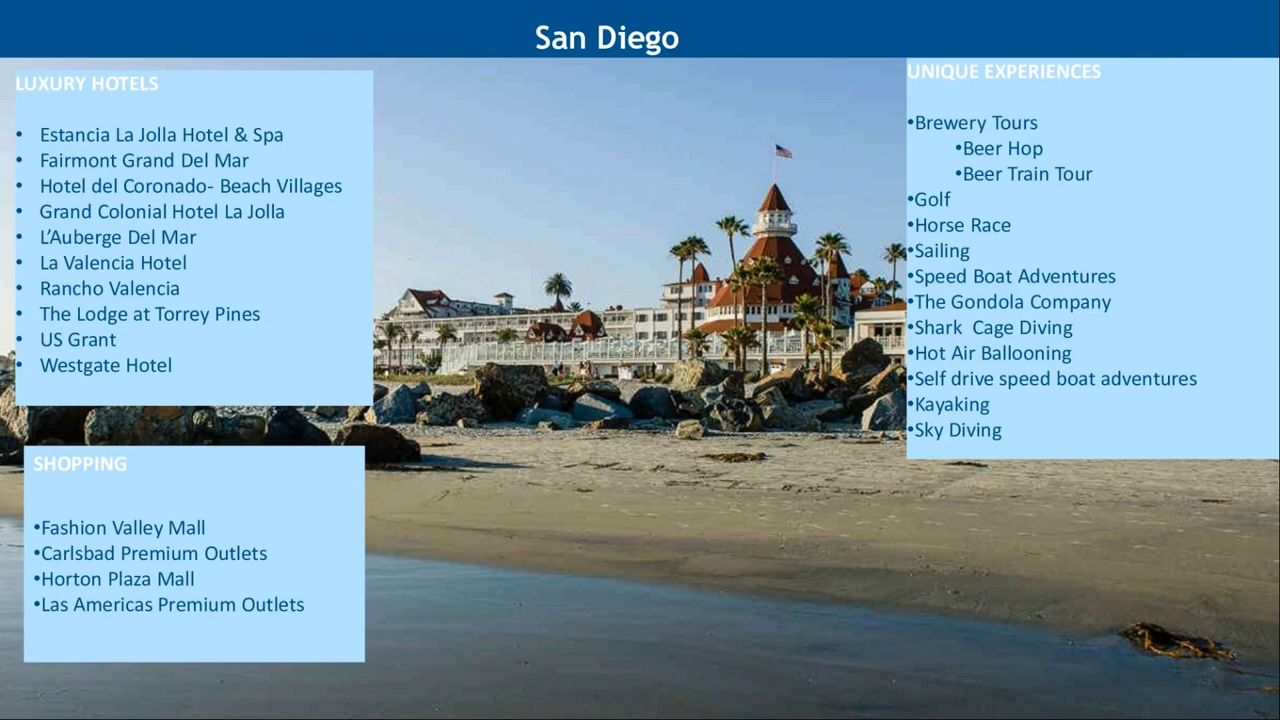 San Diego
LUXURY HOTELS
• Estancia La Jolla Hotel & Spa
• Fairmont Grand Del Mar
• Hotel del Coronado- Beach Villages
• Grand Colonial Hotel La Jolla
• L’Auberge Del Mar
• La Valencia Hotel
• Rancho Valencia
• The Lodge at Torrey Pines
• US Grant
• Westgate Hotel
SHOPPING
•Fashion Valley Mall
•Carlsbad Premium Outlets
•Horton Plaza Mall
•Las Americas Premium Outlets
UNIQUE EXPERIENCES
•Brewery Tours
•Beer Hop
•Beer Train Tour
•Golf
•Horse Race
•Sailing
•Speed Boat Adventures
•The Gondola Company
•Shark  Cage Diving
•Hot Air Ballooning
•Self drive speed boat adventures
•Kayaking
•Sky Diving